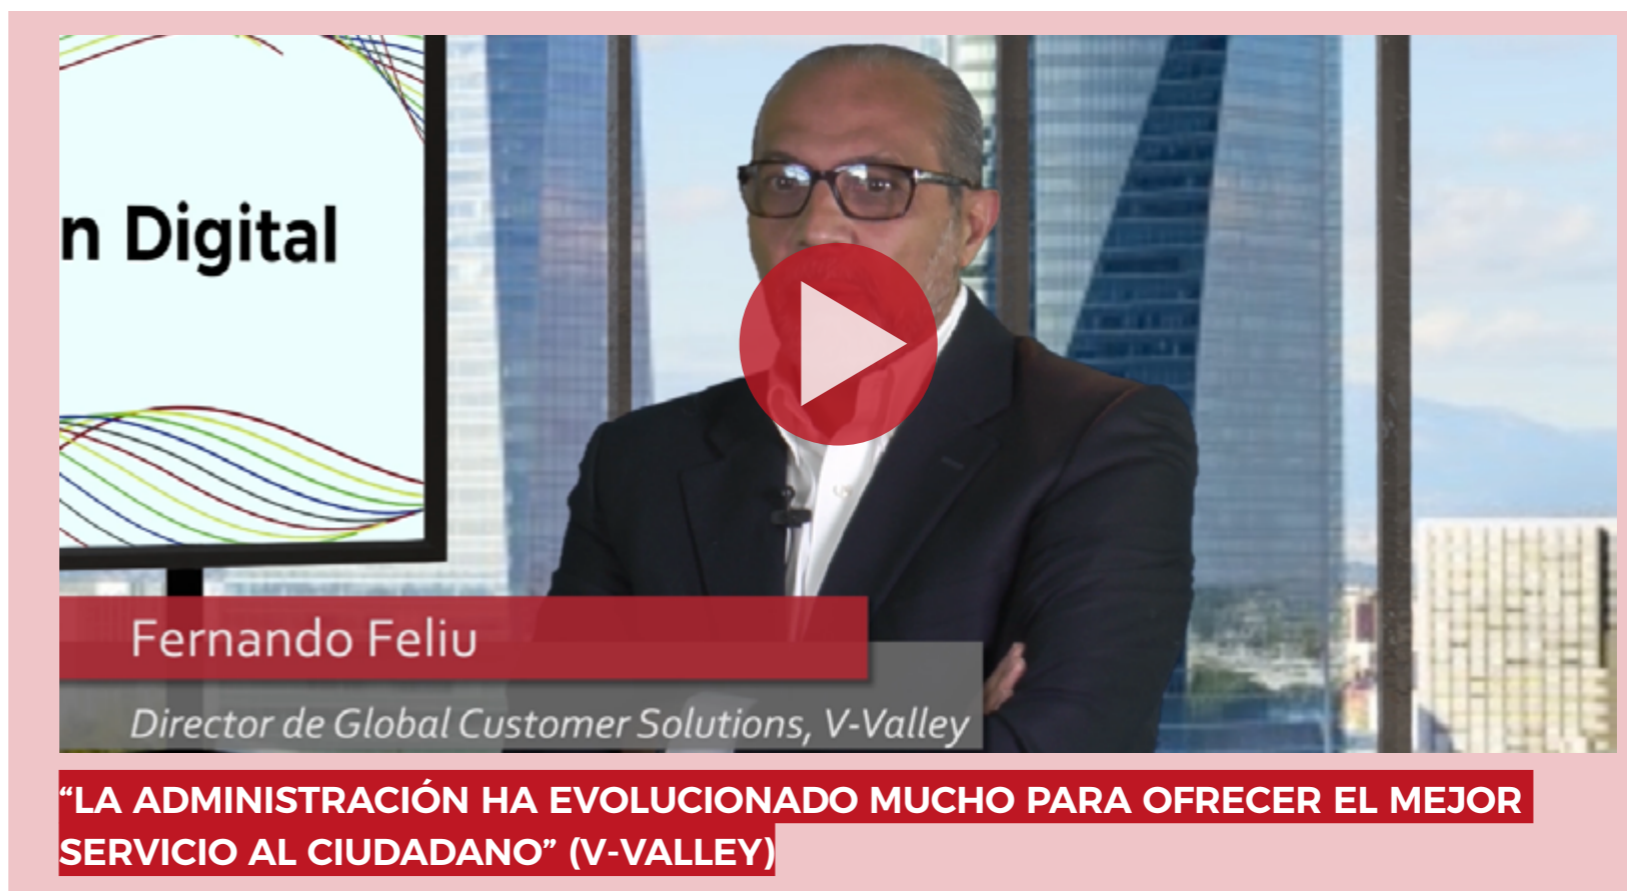 n Digital
Fernando Feliu
Director de Global Customer Solutions, V-Valley
“LA ADMINISTRACIÓN HA EVOLUCIONADO MUCHO PARA OFRECER EL MEJOR
SERVICIO AL CIUDADANO” (V-VALLEY)